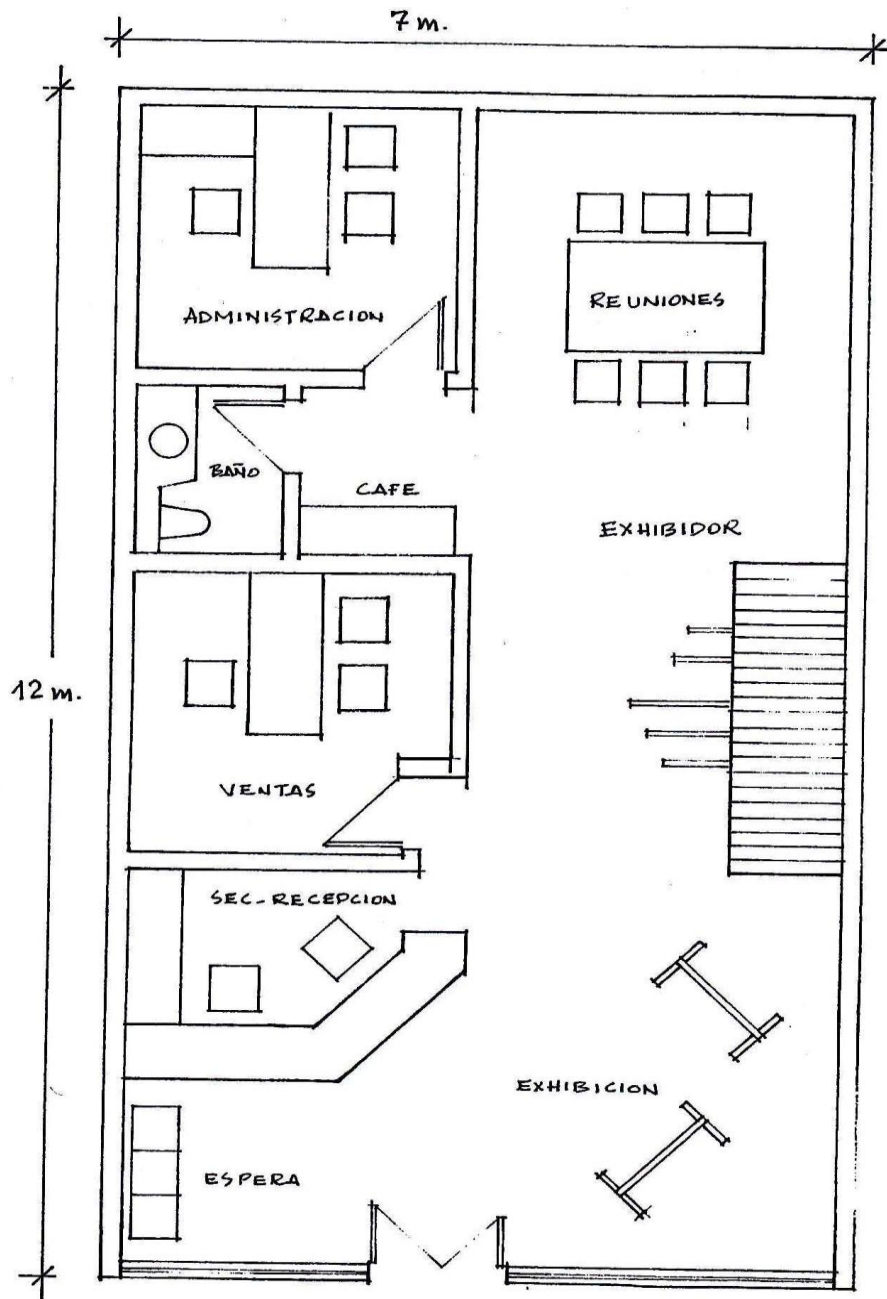 7 m.
ADMINISTRACION
REUNIONES
BAÑO
CAFE
EXHIBIDOR
12 m.
VENTAS
SEC-RECEPCION
EXHIBICION
ESPERA